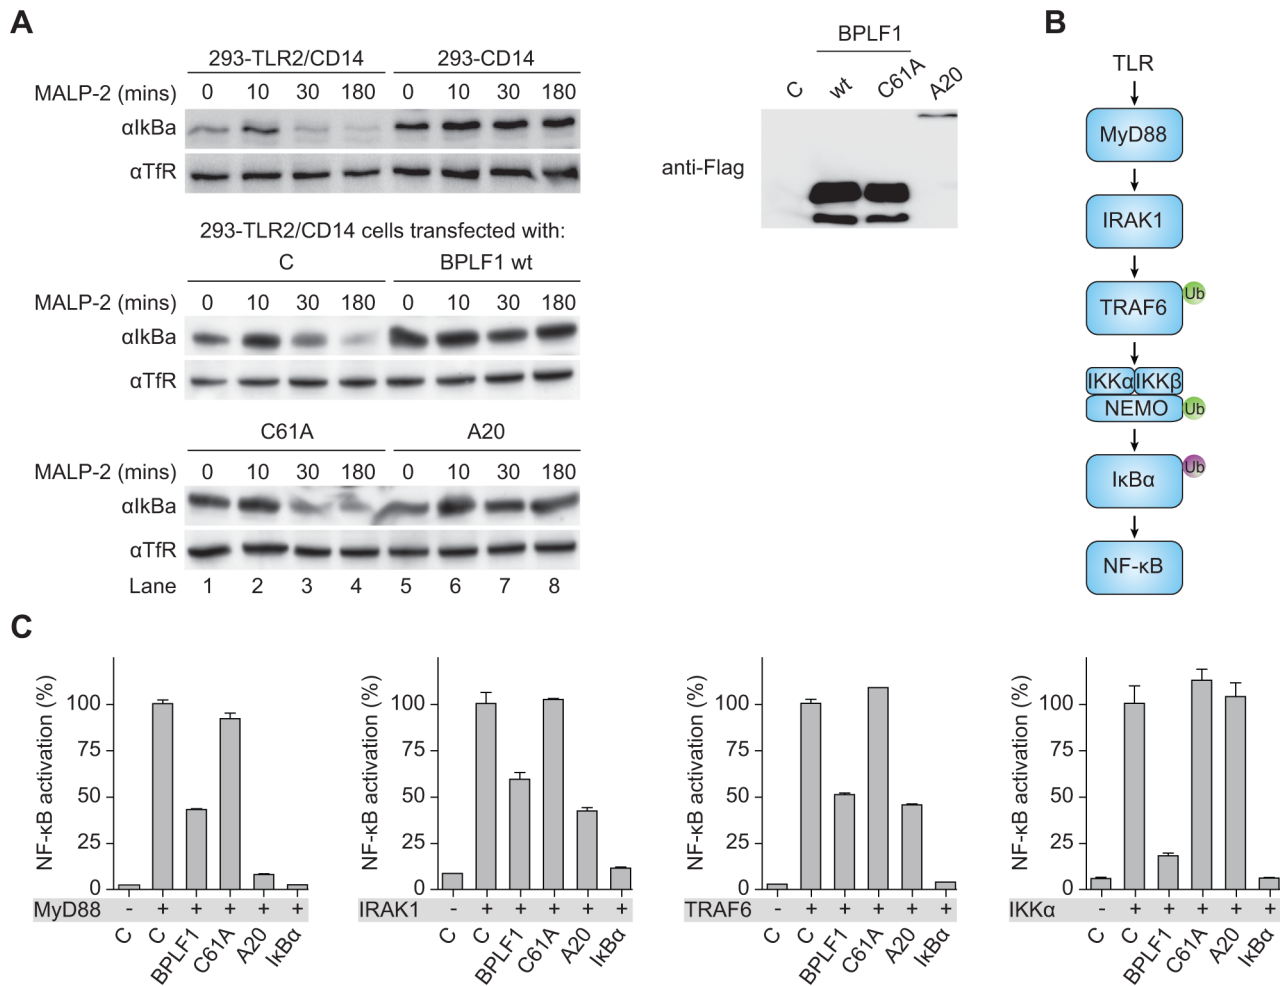 A
293-TLR2/CD14 293-CD14
MALP-2 (mins) 0 10 30 180 0 10 30 180
αIkBa
αTfR
293-TLR2/CD14 cells transfected with:
C BPLF1 wt
MALP-2 (mins) 0 10 30 180 0 10 30 180
αIkBa
αTfR
C61A A20
MALP-2 (mins) 0 10 30 180 0 10 30 180
αIkBa
αTfR
Lane 1 2 3 4 5 6 7 8
BPLF1
C wt C61A A20
anti-Flag
B
TLR
MyD88
IRAK1
TRAF6 Ub
IKKα IKKβ
NEMO Ub
IκBα Ub
NF-κB
C
NF-κB activation (%)
100
75
50
25
0
MyD88 - + + + + +
C C BPLF1 C61A A20 IκBα
NF-κB activation (%)
100
75
50
25
0
IRAK1 - + + + + +
C C BPLF1 C61A A20 IκBα
NF-κB activation (%)
100
75
50
25
0
TRAF6 - + + + + +
C C BPLF1 C61A A20 IκBα
NF-κB activation (%)
100
75
50
25
0
IKKα - + + + + +
C C BPLF1 C61A A20 IκBα